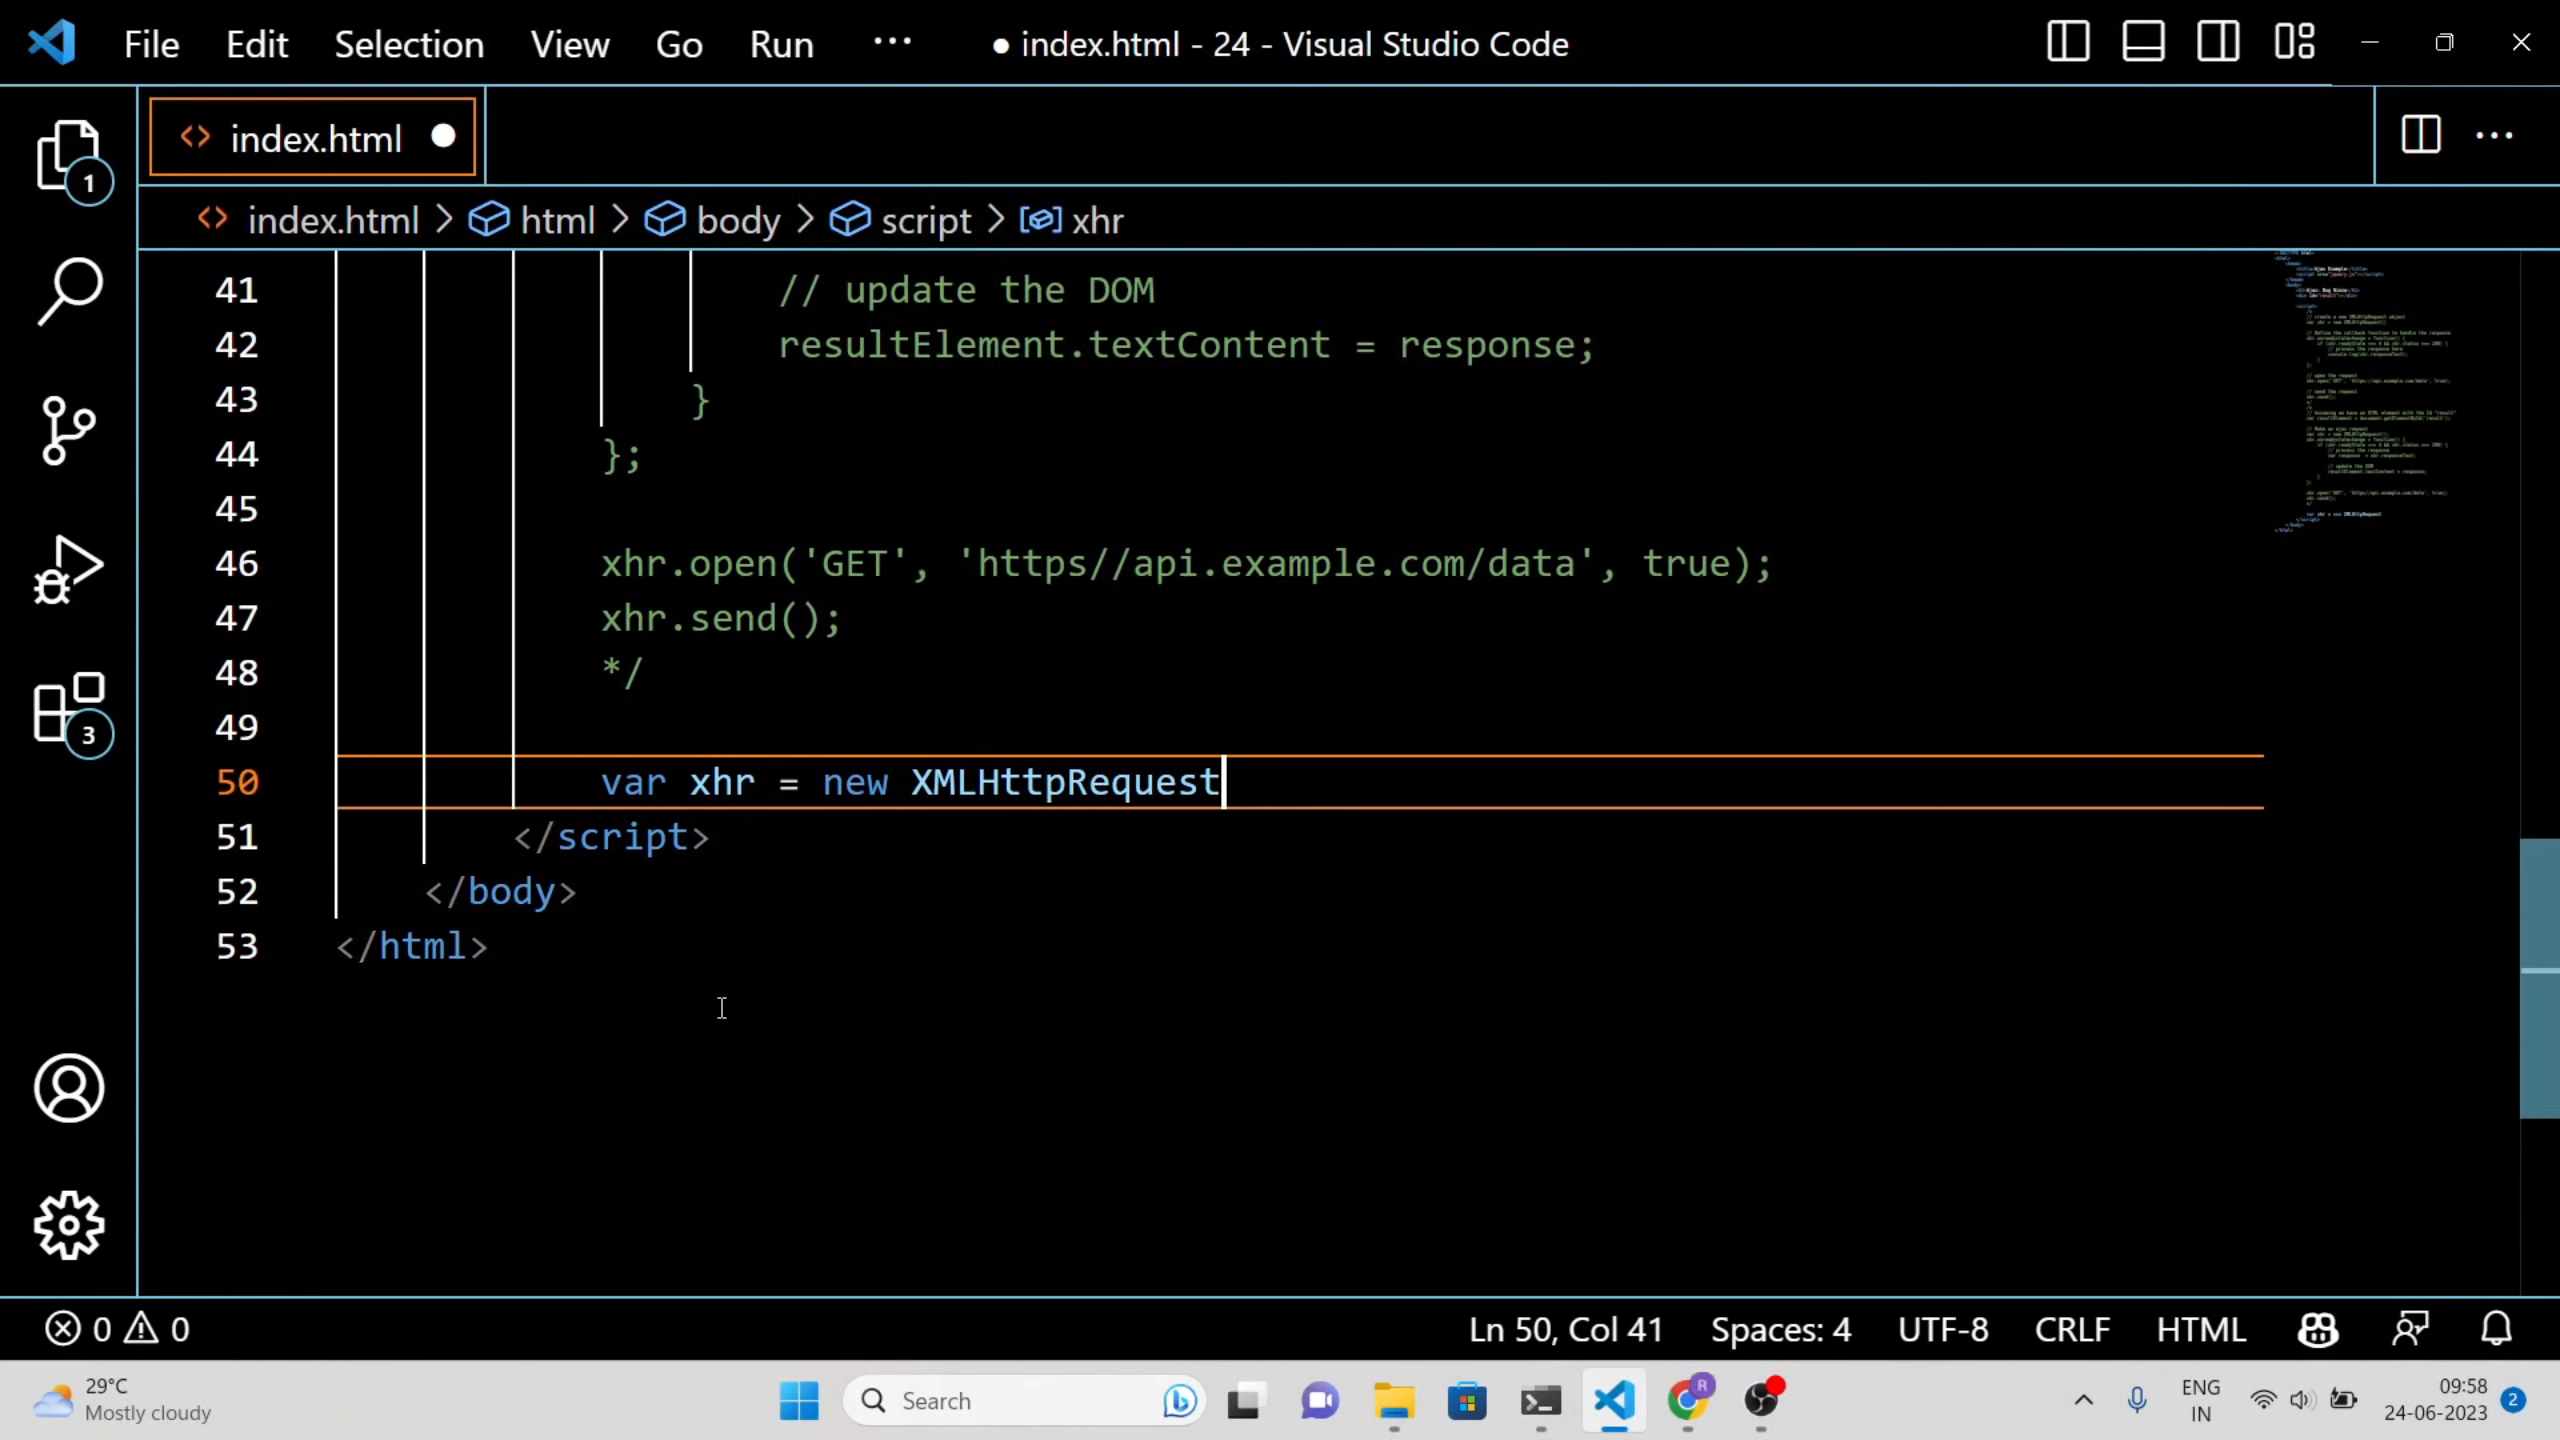 File Edit Selection View Go Run ··· ● index.html - 24 - Visual Studio Code
<> index.html ●
<> index.html > html > body > script > xhr
41 // update the DOM
42 resultElement.textContent = response;
43 }
44 };
45
46 xhr.open('GET', 'https//api.example.com/data', true);
47 xhr.send();
48 */
49
50 var xhr = new XMLHttpRequest
51 </script>
52 </body>
53 </html>
1
3
0 0 Ln 50, Col 41 Spaces: 4 UTF-8 CRLF HTML
29°C
Mostly cloudy
Search
R
ENG
IN
09:58
24-06-2023
2